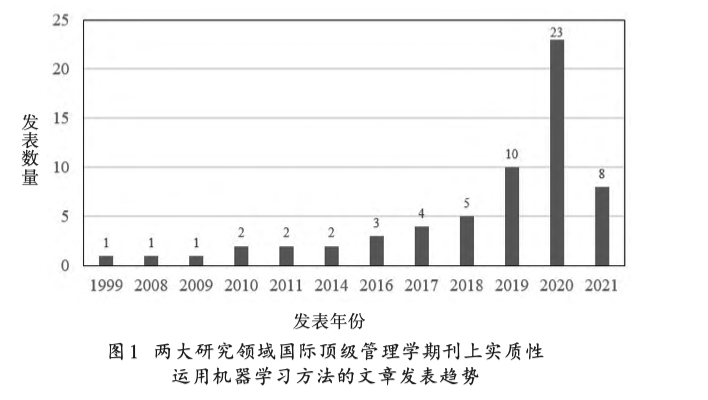 25
20
15
10
5
0
发表数量
1 1 1 2 2 2 3 4 5 10 23 8
1999 2008 2009 2010 2011 2014 2016 2017 2018 2019 2020 2021
发表年份
图1 两大研究领域国际顶级管理学期刊上实质性
运用机器学习方法的文章发表趋势